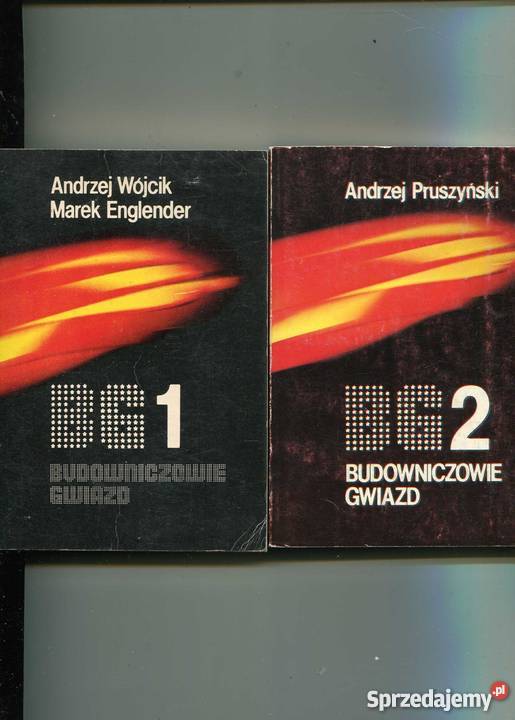 Andrzej Wójcik
Marek Englender
BG1
BUDOWNICZOWIE
GWIAZD
Andrzej Pruszyński
BG2
BUDOWNICZOWIE
GWIAZD
Sprzedajemy.pl